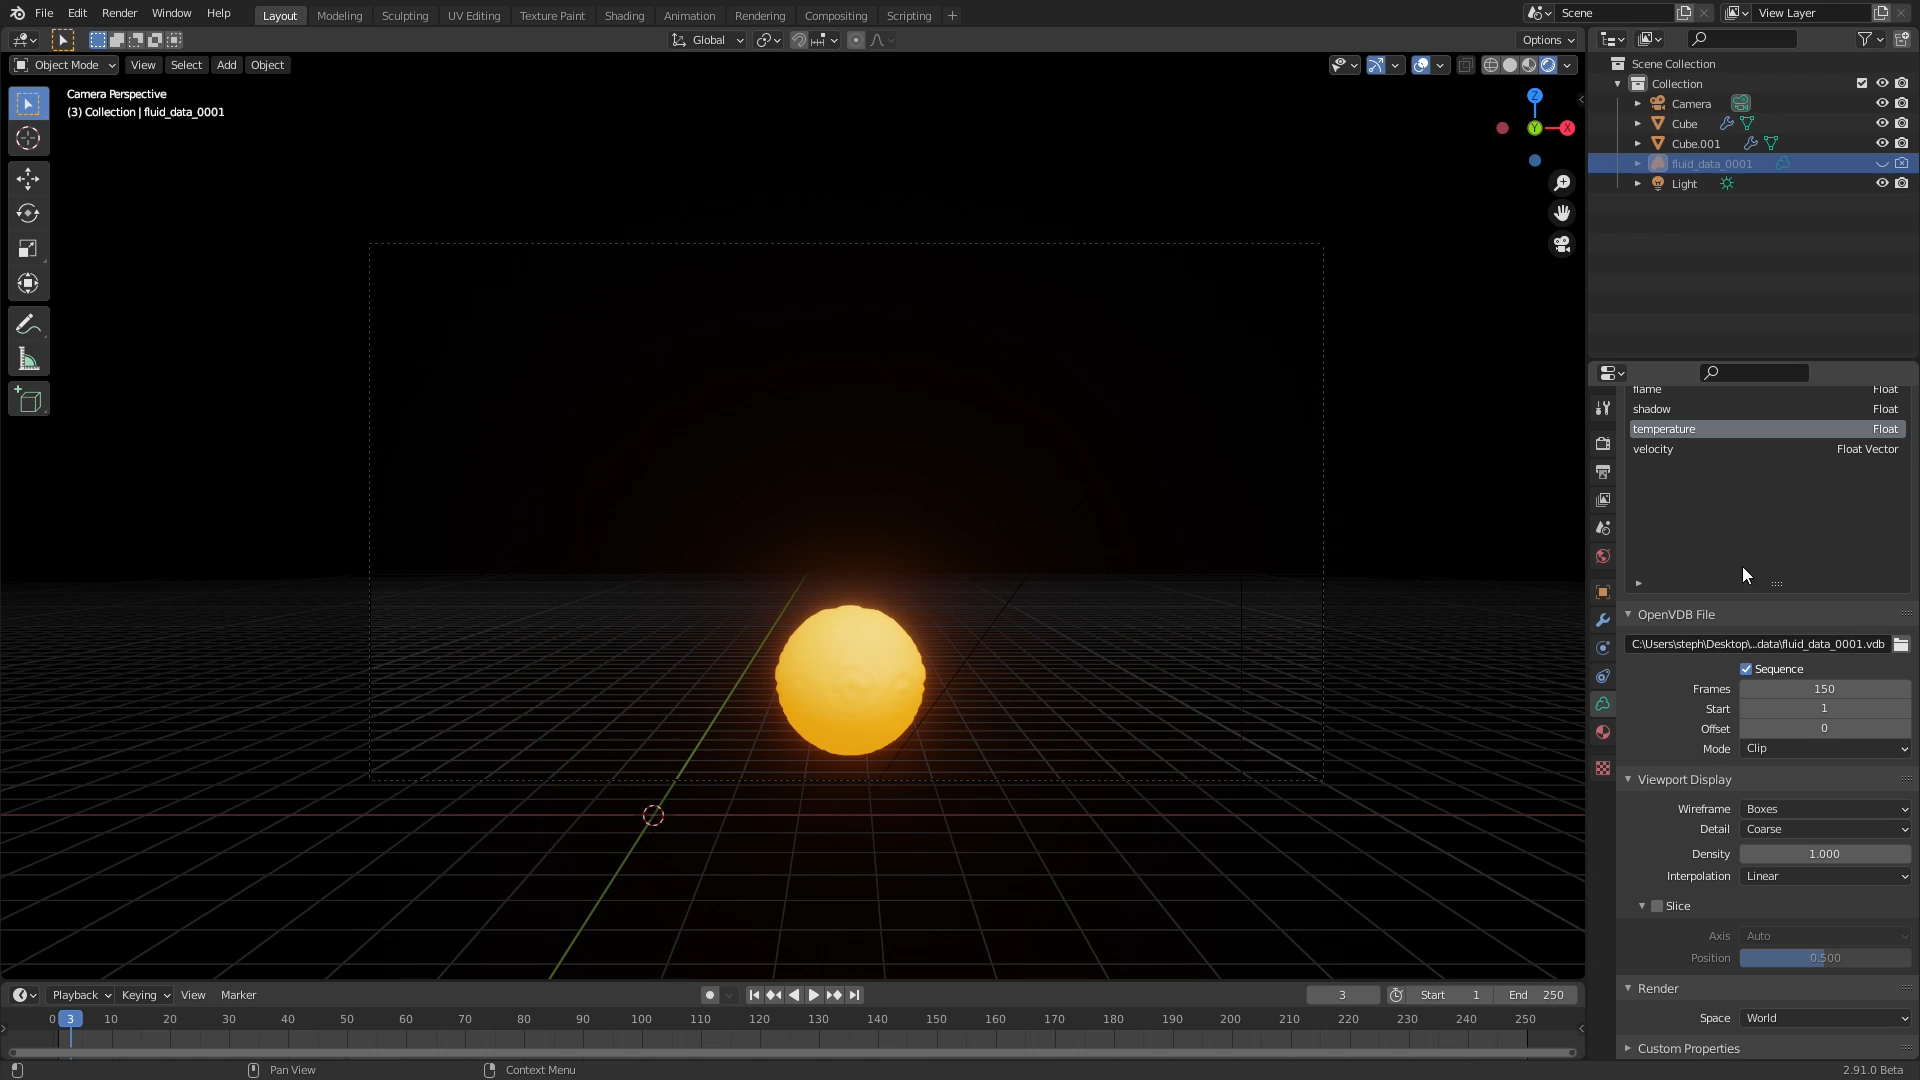 File Edit Render Window Help Layout Modeling Sculpting UV Editing Texture Paint Shading Animation Rendering Compositing Scripting Scene View Layer
Global Options
Object Mode View Select Add Object
Camera Perspective
(3) Collection | fluid_data_0001
Z
Y
X
Scene Collection
Collection
Camera
Cube
Cube.001
fluid_data_0001
Light
flame Float
shadow Float
temperature Float
velocity Float Vector
OpenVDB File
C:\Users\steph\Desktop\,..data\fluid_data_0001.vdb
Sequence
Frames 150
Start 1
Offset 0
Mode Clip
Viewport Display
Wireframe Boxes
Detail Coarse
Density 1.000
Interpolation Linear
Slice
Axis Auto
Position 0.500
Render
Space World
Custom Properties
Playback Keying View Marker 3 Start 1 End 250
0 3 10 20 30 40 50 60 70 80 90 100 110 120 130 140 150 160 170 180 190 200 210 220 230 240 250
Pan View Context Menu 2.91.0 Beta